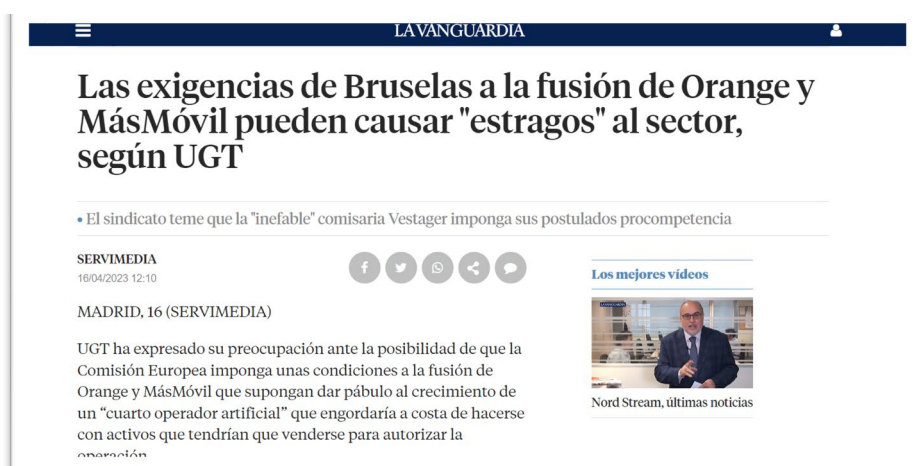 LA VANGUARDIA
Las exigencias de Bruselas a la fusión de Orange y
MásMóvil pueden causar "estragos" al sector,
según UGT
• El sindicato teme que la "inefable" comisaria Vestager imponga sus postulados procompetencia
SERVIMEDIA
16/04/2023 12:10
MADRID, 16 (SERVIMEDIA)
UGT ha expresado su preocupación ante la posibilidad de que la
Comisión Europea imponga unas condiciones a la fusión de
Orange y MásMóvil que supongan dar pábulo al crecimiento de
un “cuarto operador artificial” que engordaría a costa de hacerse
con activos que tendrían que venderse para autorizar la
operación
Los mejores vídeos
Nord Stream, últimas noticias